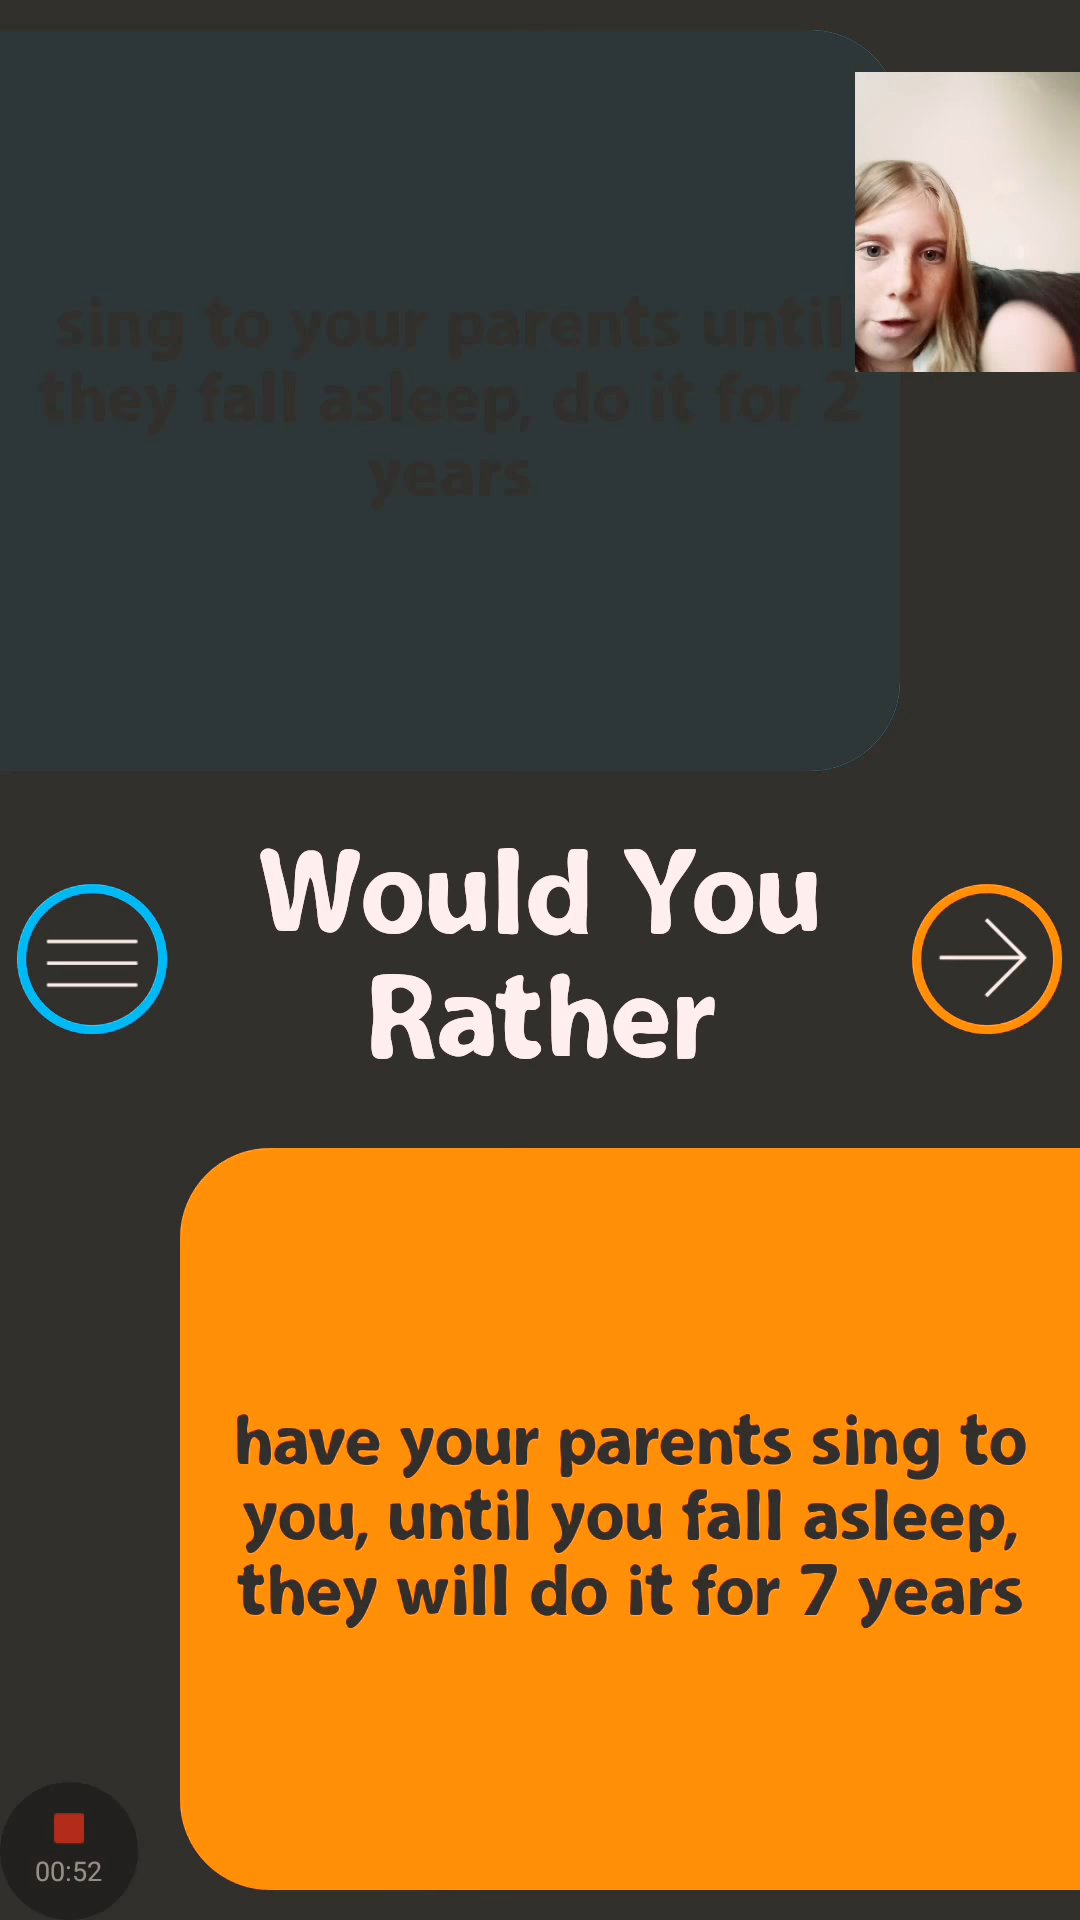 sing to your parents until
they fall asleep, do it for 2
years
Would You
Rather
have your parents sing to
you, until you fall asleep,
they will do it for 7 years
00:52